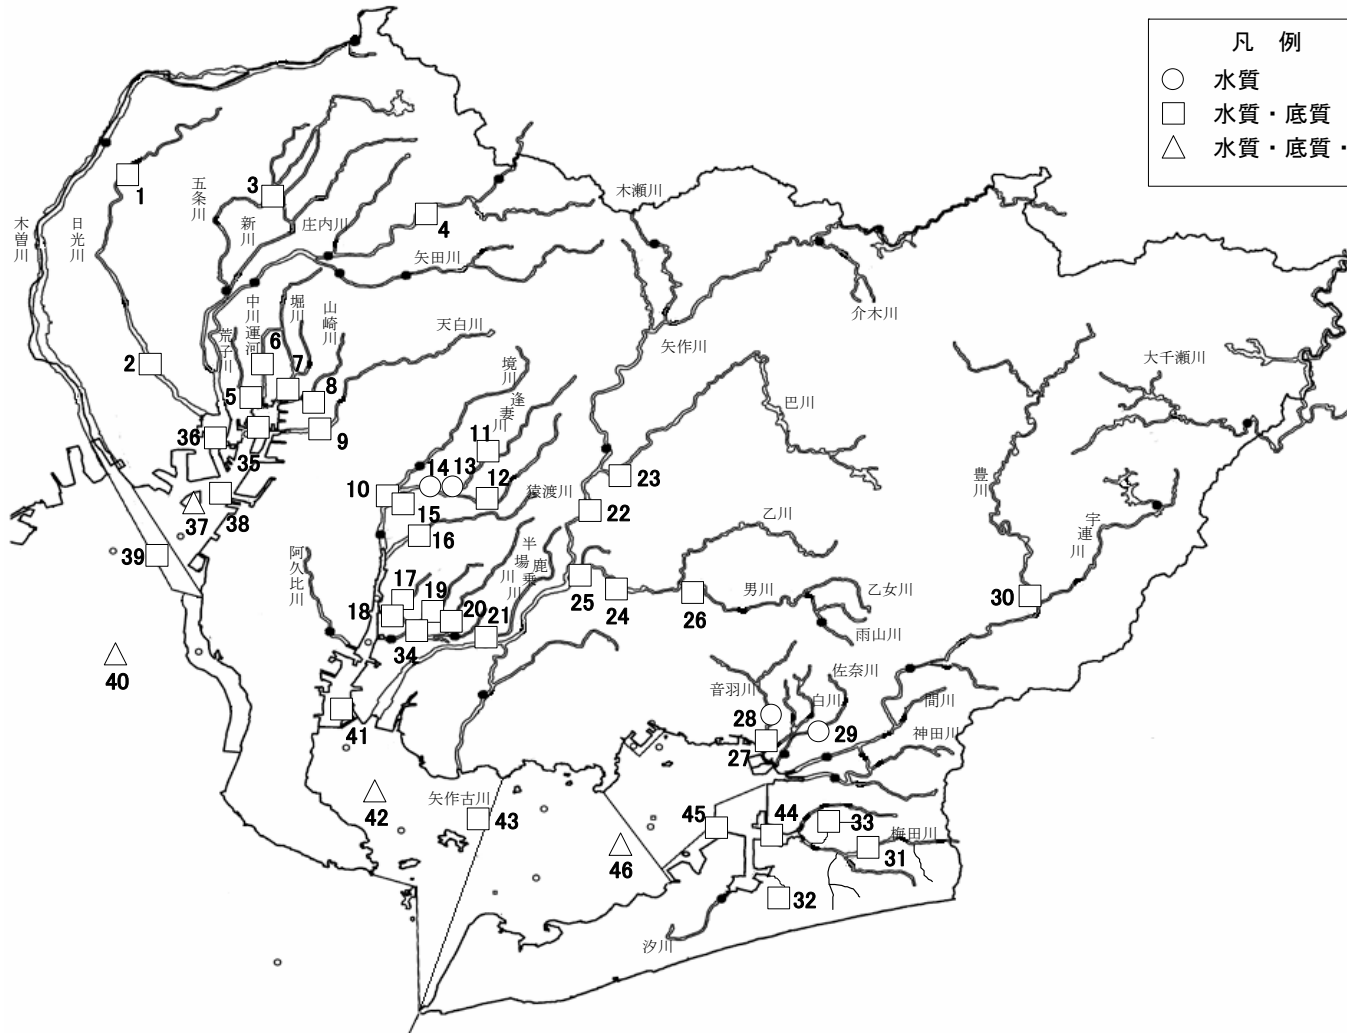 凡 例
水質
水質・底質
水質・底質・
木瀬川
五条川
新川
庄内川
木曽川
日光川
矢田川
介木川
矢作川
中川運河
堀川
山崎川
荒子川
天白川
境川
逢妻川
大千瀬川
巴川
猿渡川
豊川
宇連川
乙川
半場川
鹿乗川
阿久比川
男川
乙女川
雨山川
音羽川
佐奈川
白川
間川
神田川
矢作古川
梅田川
汐川
1
2
3
4
5
6
7
8
9
10
11
12
13
14
15
16
17
18
19
20
21
22
23
24
25
26
27
28
29
30
31
32
33
34
35
36
37
38
39
40
41
42
43
44
45
46